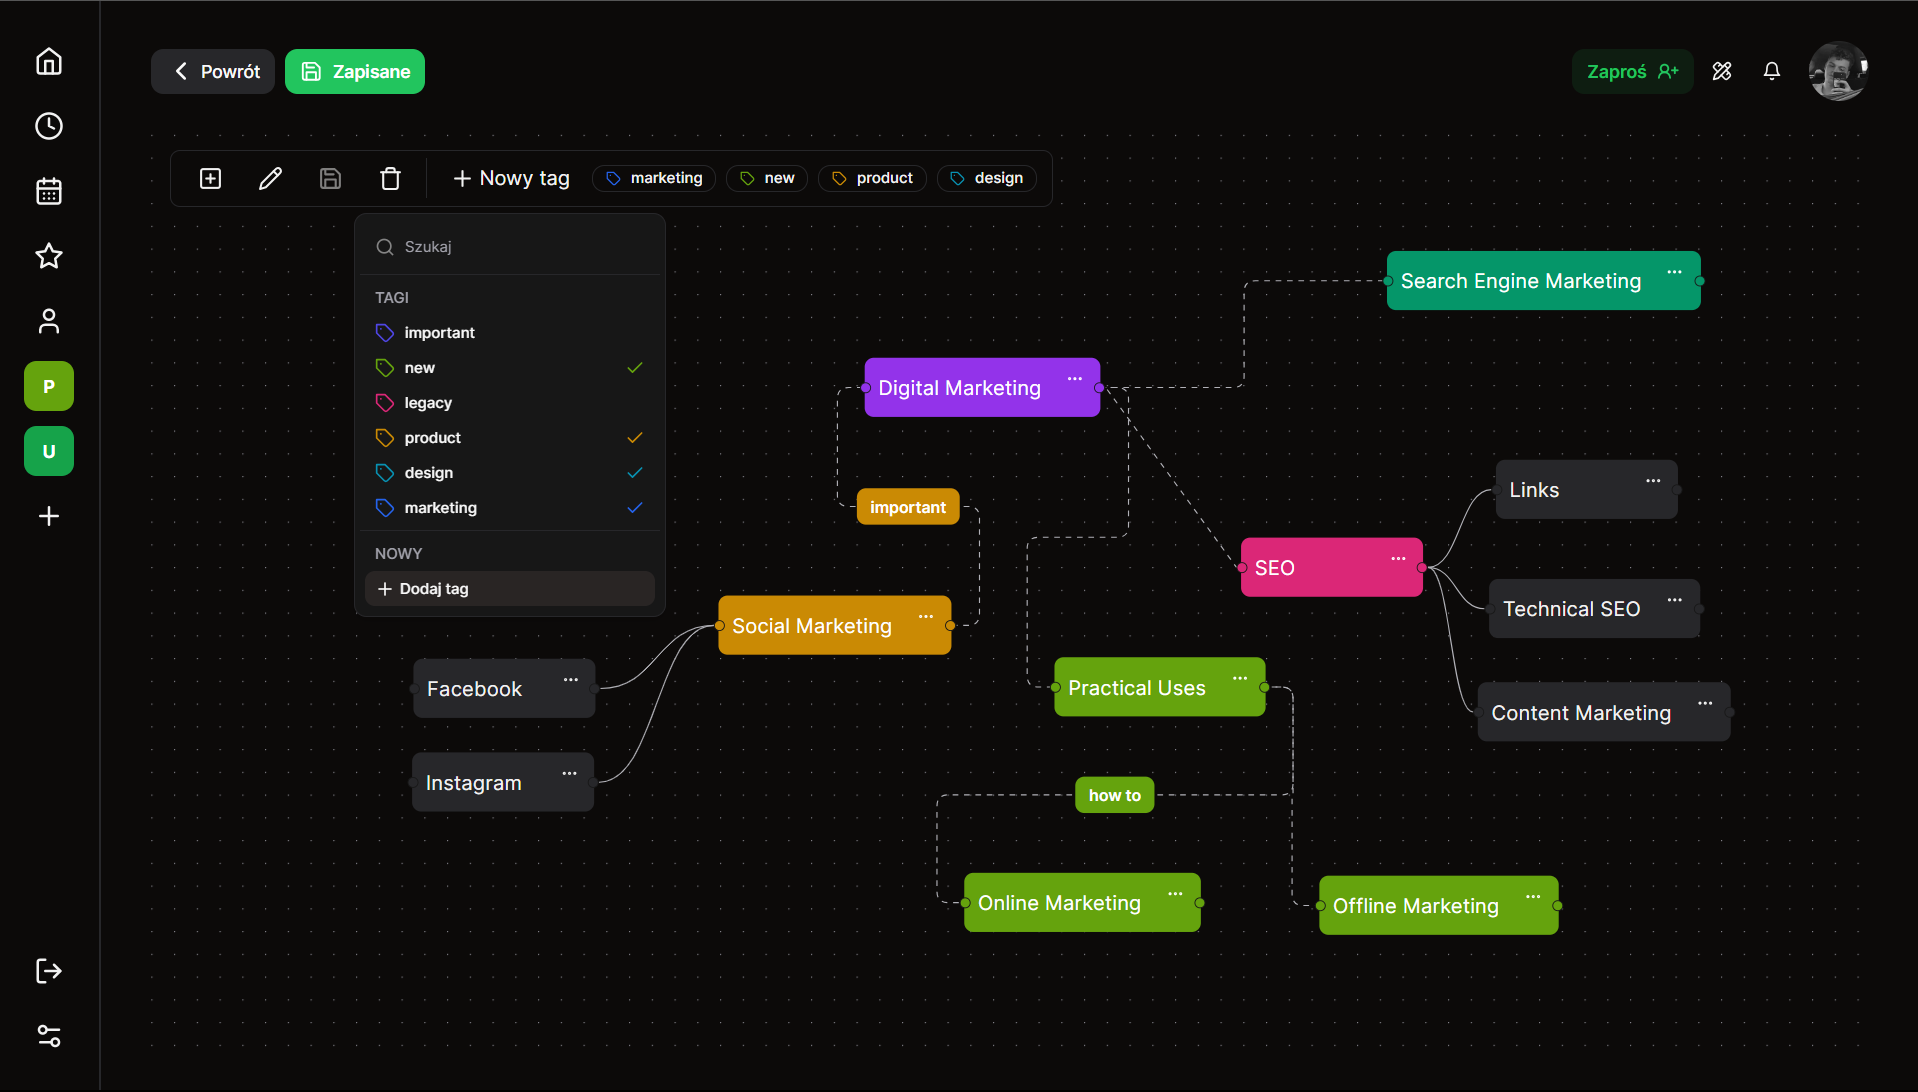 Powrót
Zapisane
Zaproś
Nowy tag
marketing
new
product
design
Szukaj
TAGI
important
new
legacy
product
design
marketing
NOWY
Dodaj tag
P
U
Search Engine Marketing
Digital Marketing
important
Links
SEO
Technical SEO
Social Marketing
Facebook
Practical Uses
Content Marketing
Instagram
how to
Online Marketing
Offline Marketing